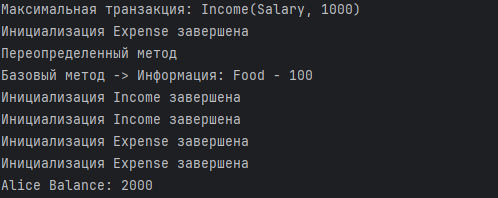 Максимальная транзакция: Income(Salary, 1000)
Инициализация Expense завершена
Переопределенный метод
Базовый метод -> Информация: Food - 100
Инициализация Income завершена
Инициализация Income завершена
Инициализация Expense завершена
Инициализация Expense завершена
Alice Balance: 2000